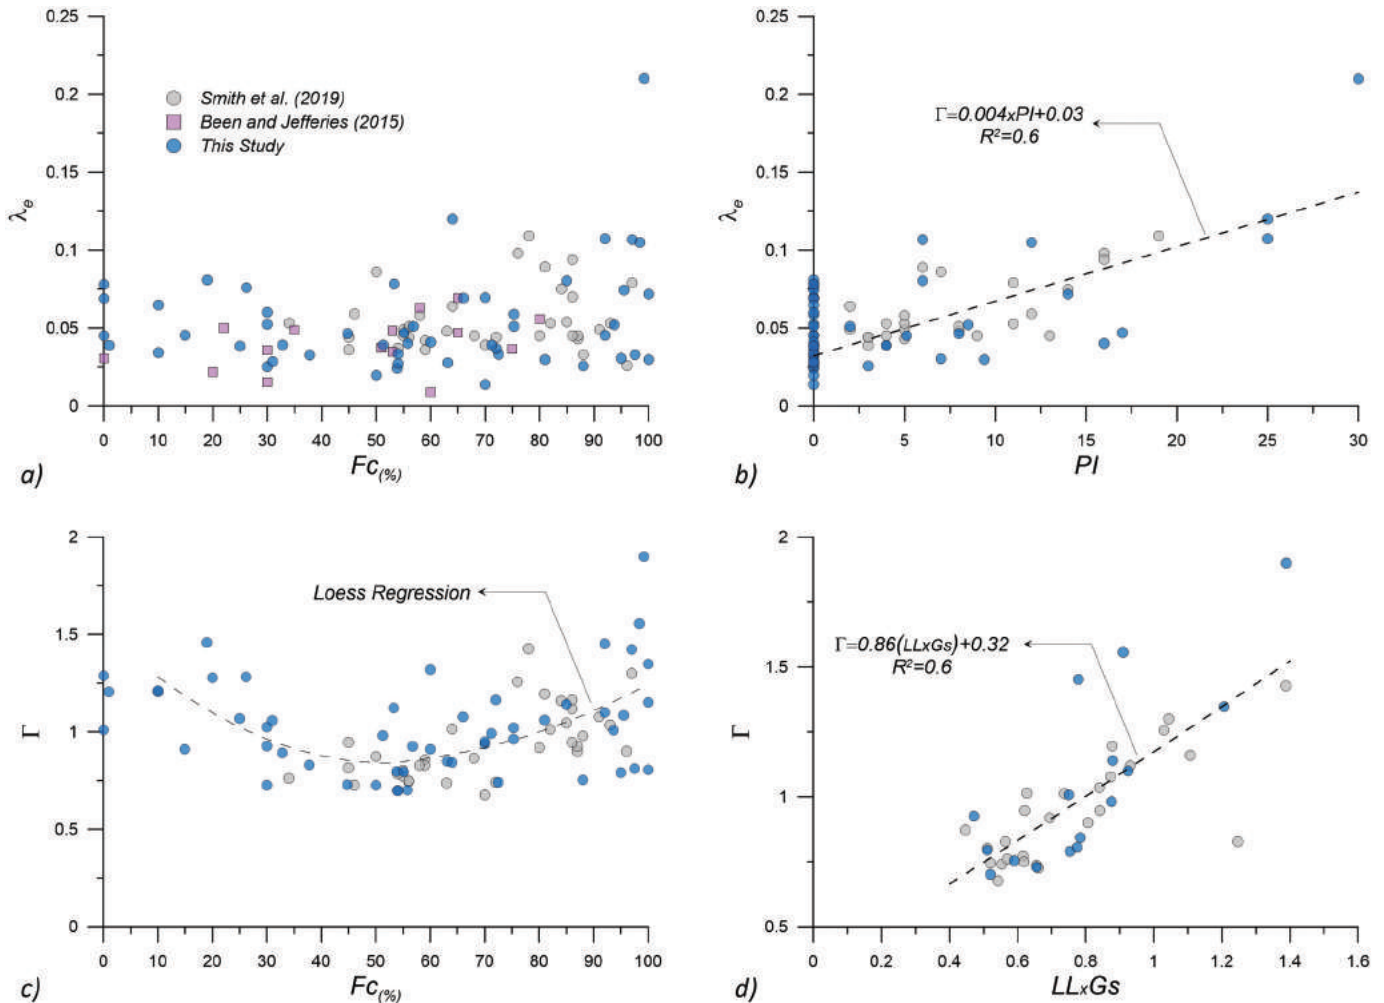 0.25
0.2
0.15
0.1
0.05
0
λe
Smith et al. (2019)
Been and Jefferies (2015)
This Study
0 10 20 30 40 50 60 70 80 90 100
Fc(%)
a)
0.25
0.2
0.15
0.1
0.05
0
λe
Γ=0.004xPI+0.03
R²=0.6
0 5 10 15 20 25 30
PI
b)
2
1.5
1
0.5
0
Γ
Loess Regression
0 10 20 30 40 50 60 70 80 90 100
Fc(%)
c)
2
1.5
1
0.5
Γ
Γ=0.86(LLxGs)+0.32
R²=0.6
0 0.2 0.4 0.6 0.8 1 1.2 1.4 1.6
LLxGs
d)